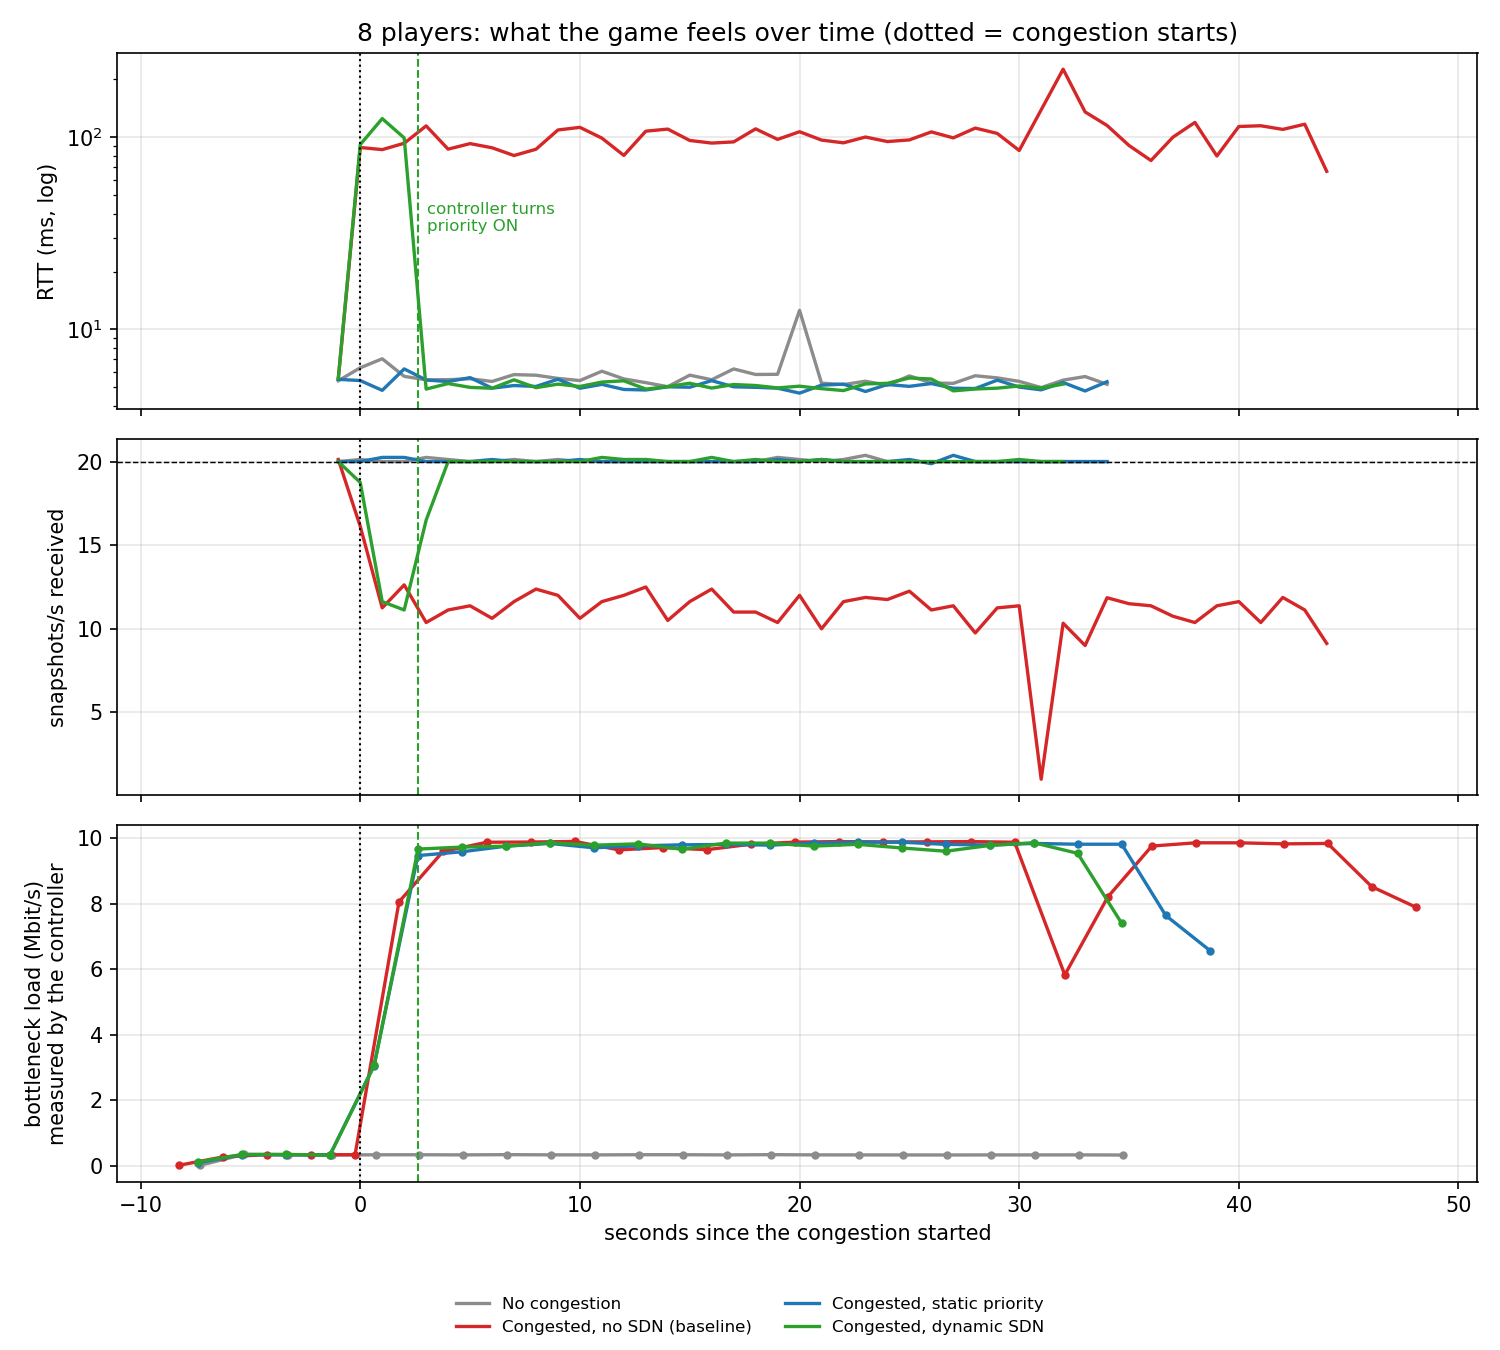 8 players: what the game feels over time (dotted = congestion starts)
10²
10¹
RTT (ms, log)
controller turns
priority ON
20
15
10
5
snapshots/s received
10
8
6
4
2
0
bottleneck load (Mbit/s)
measured by the controller
−10 0 10 20 30 40 50
seconds since the congestion started
No congestion
Congested, no SDN (baseline)
Congested, static priority
Congested, dynamic SDN